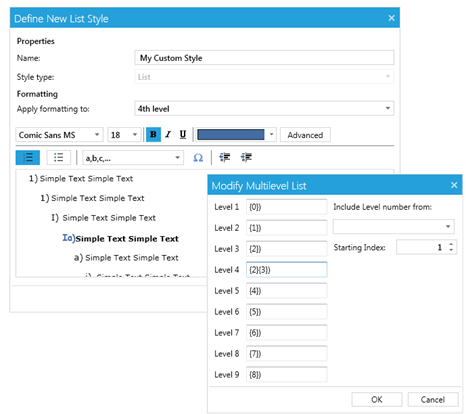 Define New List Style
Properties
Name: My Custom Style
Style type: List
Formatting
Apply formatting to: 4th level
Comic Sans MS 18 B I U Advanced
a,b,c,... Ω
1) Simple Text Simple Text
1) Simple Text Simple Text
I) Simple Text Simple Text
Ia)Simple Text Simple Text
a) Simple Text Simple Text
i) Simple Text Simple Text
Modify Multilevel List
Level 1 {0}) Include Level number from:
Level 2 {1})
Level 3 {2}) Starting Index: 1
Level 4 {2}{3})
Level 5 {4})
Level 6 {5})
Level 7 {6})
Level 8 {7})
Level 9 {8})
OK Cancel